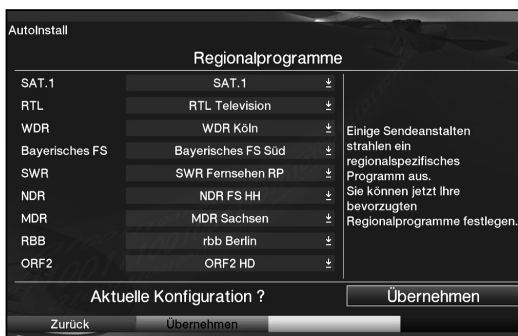 AutoInstall
Regionalprogramme
SAT.1 SAT.1
RTL RTL Television
WDR WDR Köln
Bayerisches FS Bayerisches FS Süd
SWR SWR Fernsehen RP
NDR NDR FS HH
MDR MDR Sachsen
RBB rbb Berlin
ORF2 ORF2 HD
Einige Sendeanstalten
strahlen ein
regionalspezifisches
Programm aus.
Sie können jetzt Ihre
bevorzugten
Regionalprogramme festlegen.
Aktuelle Konfiguration ? Übernehmen
Zurück Übernehmen